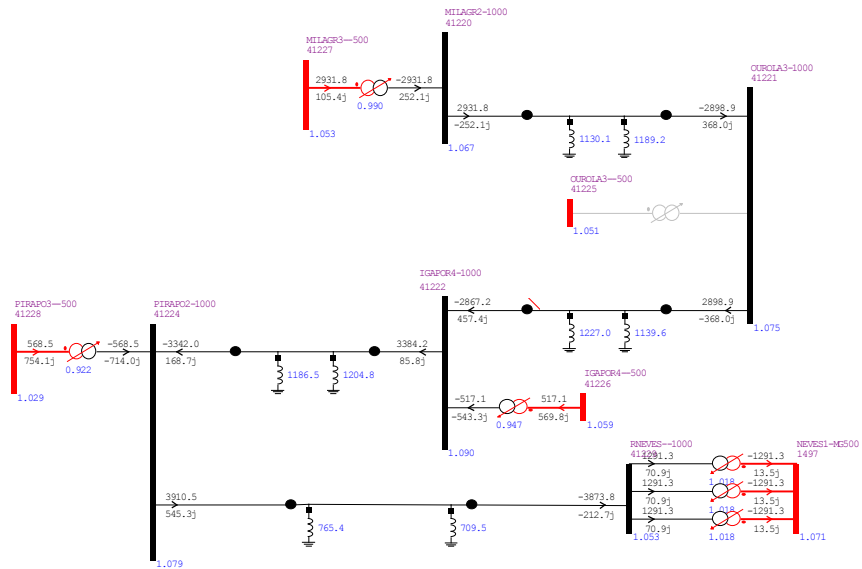 MILAGR2-1000
41220
MILAGR3--500
41227
2931.8
105.4j
0.990
-2931.8
252.1j
1.053
1.067
2931.8
-252.1j
1130.1
1189.2
-2898.9
368.0j
OUROLA3-1000
41221
OUROLA3--500
41225
1.051
IGAPOR4-1000
41222
-2867.2
457.4j
1227.0
1139.6
2898.9
-368.0j
1.075
PIRAPO3--500
41228
568.5
754.1j
0.922
-568.5
-714.0j
1.029
PIRAPO2-1000
41224
-3342.0
168.7j
1186.5
1204.8
3384.2
85.8j
IGAPOR4--500
41226
-517.1
-543.3j
0.947
517.1
569.8j
1.059
1.090
3910.5
545.3j
765.4
709.5
-3873.8
-212.7j
1.079
RNEVES--1000
1291.3
70.9j
1.018
-1291.3
13.5j
1291.3
70.9j
1.018
-1291.3
13.5j
1291.3
70.9j
1.018
-1291.3
13.5j
1.053
NEVES1-MG500
1497
1.071